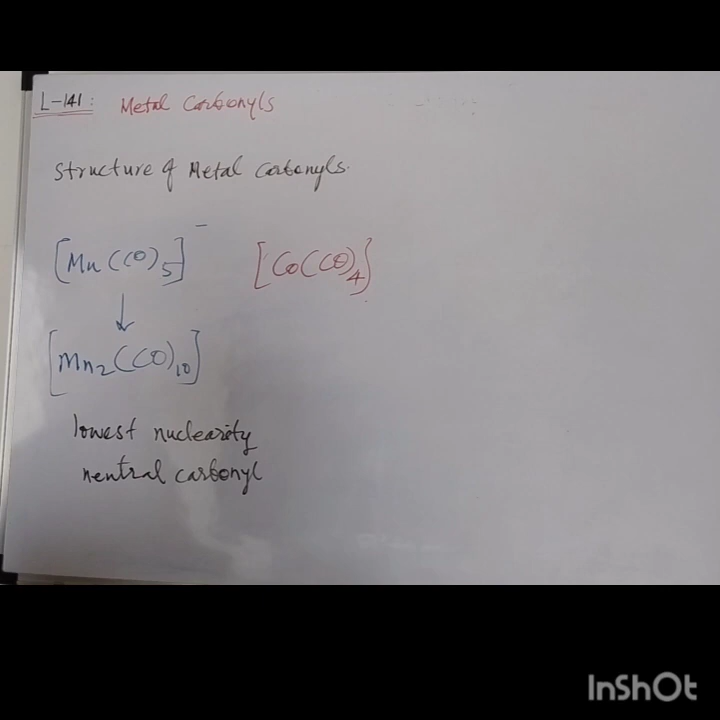 L-141: Metal Carbonyls
Structure of Metal Carbonyls.
[Mn(CO)5]⁻ [Co(CO)4]
↓
[Mn2(CO)10]
lowest nuclearity
neutral carbonyl
InShOt